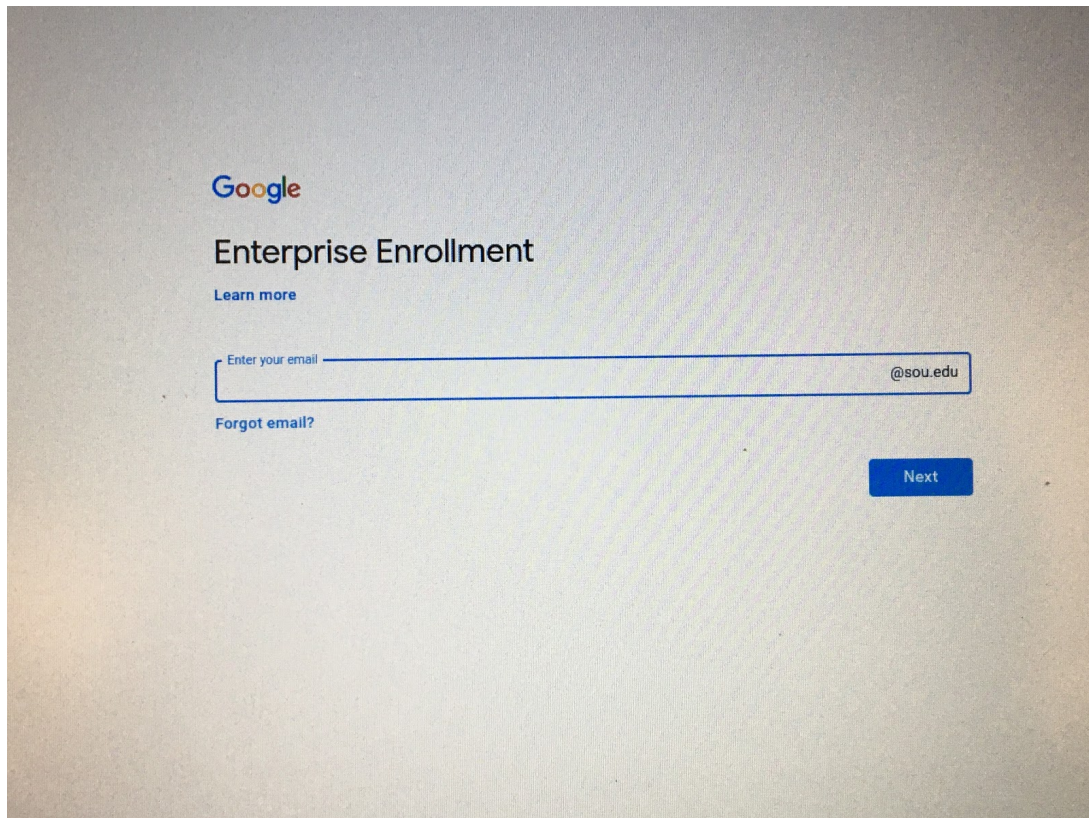 Google
Enterprise Enrollment
Learn more
Enter your email
@sou.edu
Forgot email?
Next